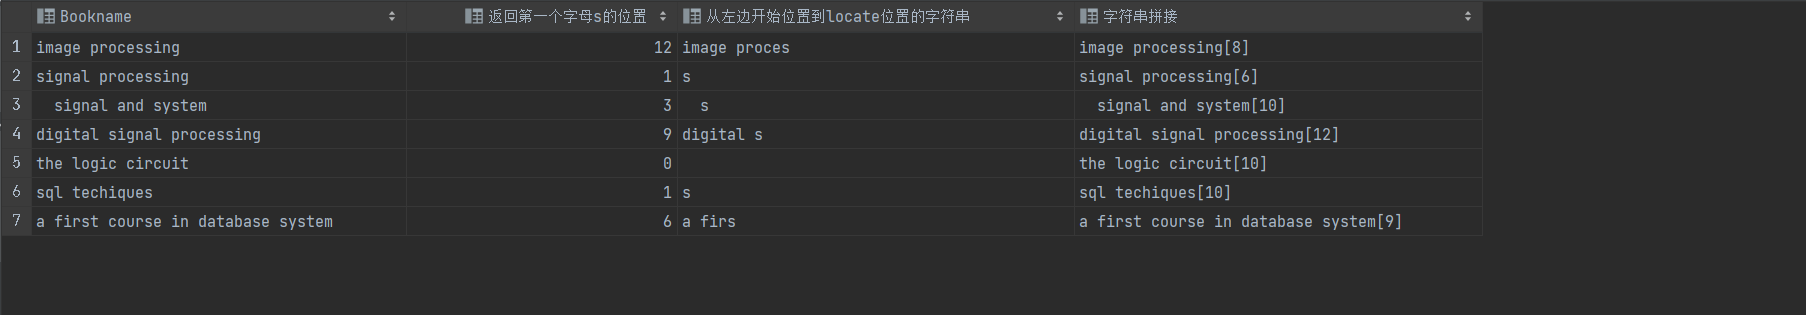 Bookname 返回第一个字母s的位置 从左边开始位置到locate位置的字符串 字符串拼接
1 image processing 12 image proces image processing[8]
2 signal processing 1 s signal processing[6]
3   signal and system 3   s   signal and system[10]
4 digital signal processing 9 digital s digital signal processing[12]
5 the logic circuit 0 the logic circuit[10]
6 sql techiques 1 s sql techiques[10]
7 a first course in database system 6 a firs a first course in database system[9]